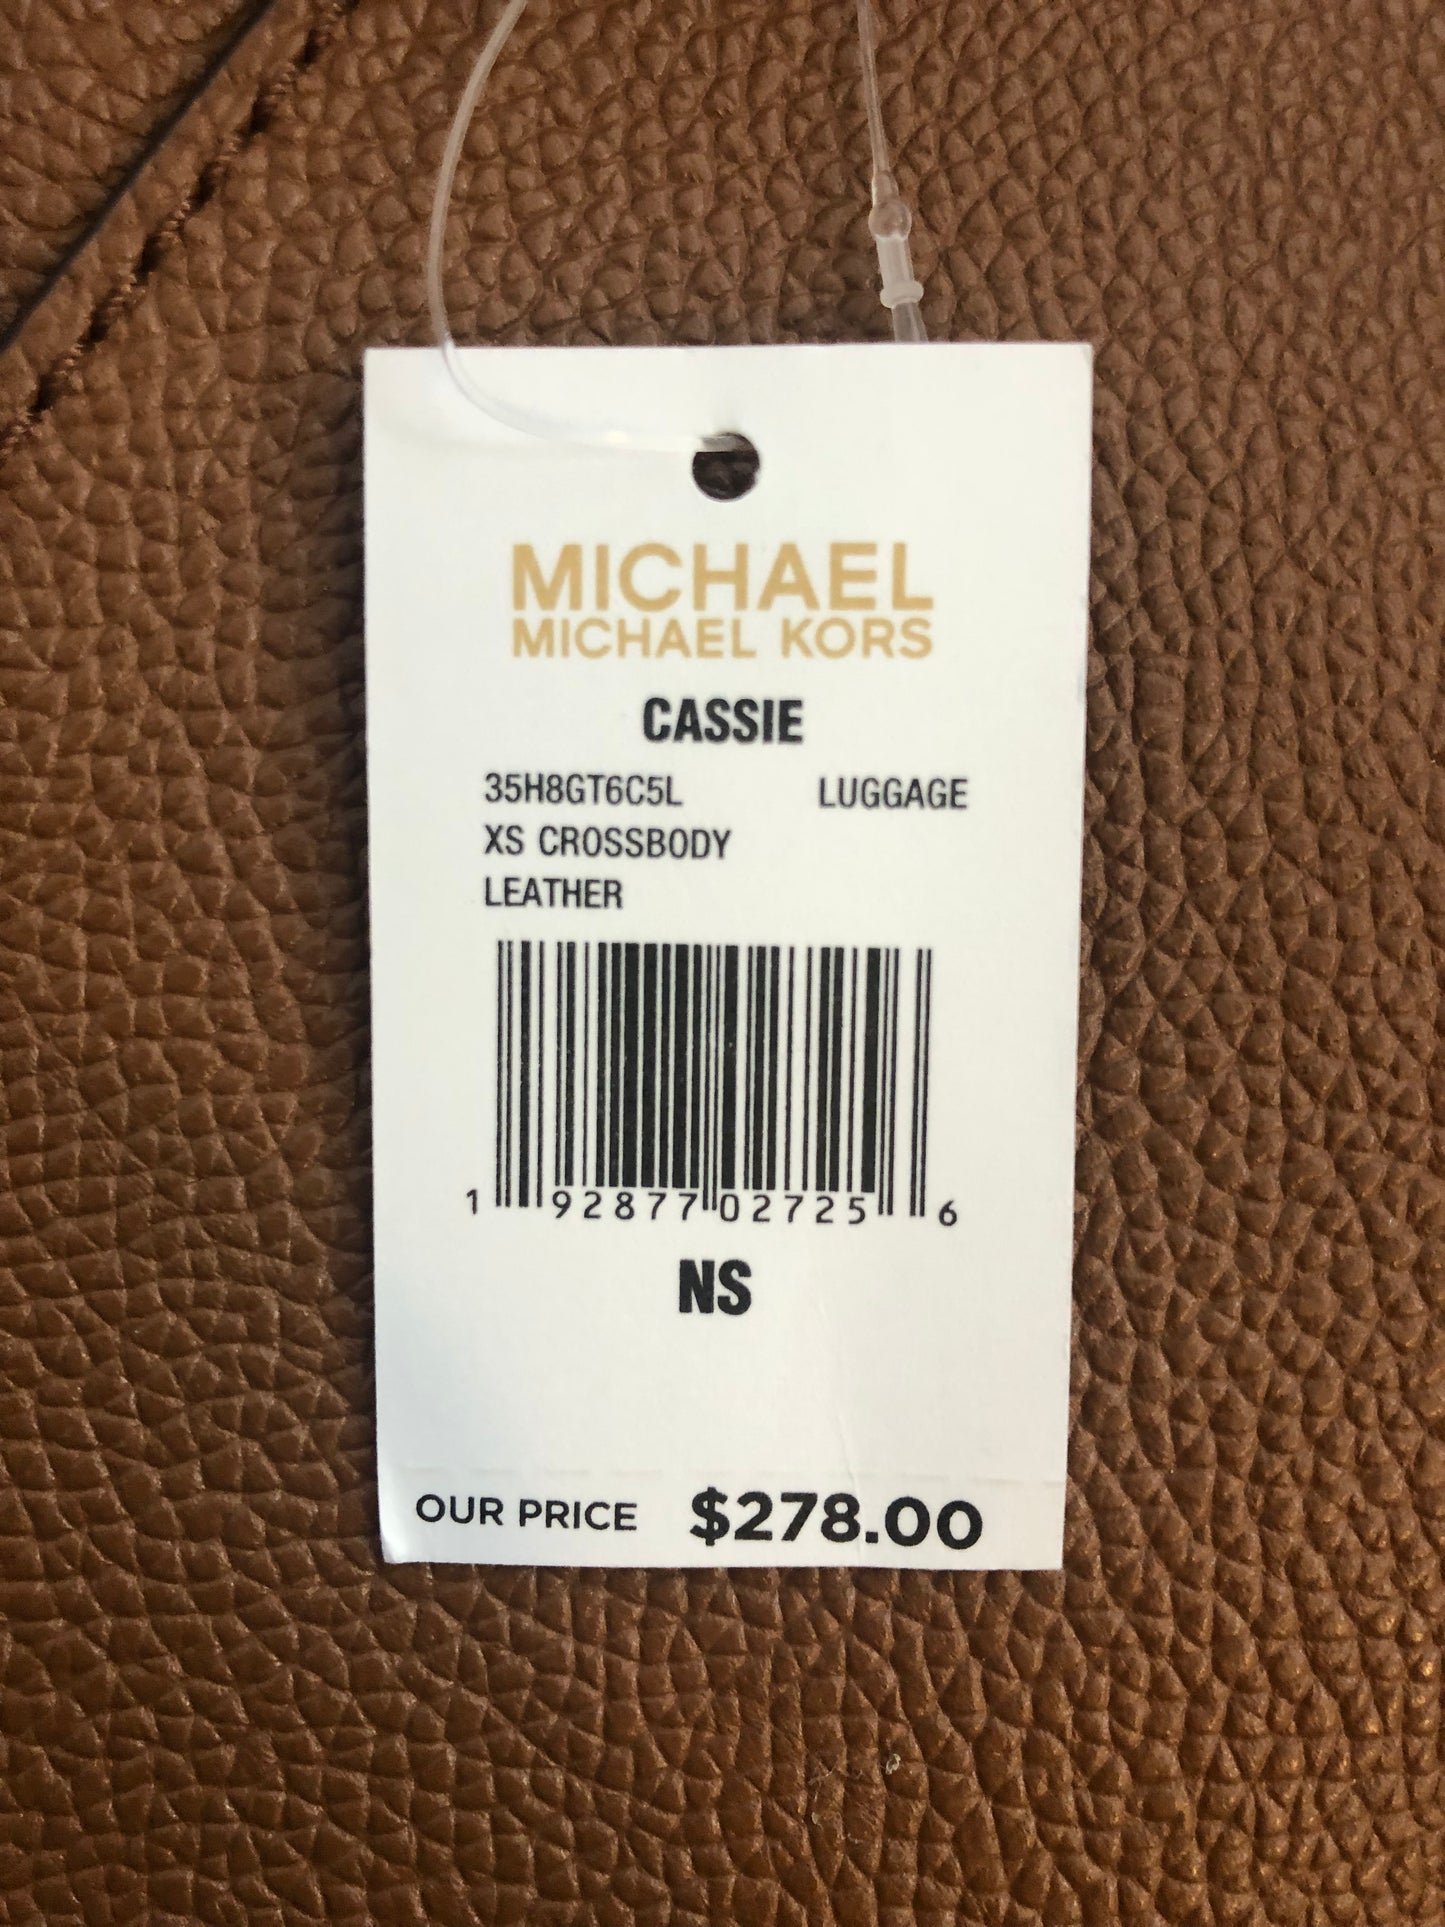 MICHAEL
MICHAEL KORS
CASSIE
35H8GT6C5L LUGGAGE
XS CROSSBODY
LEATHER
1 92877 02725 6
NS
OUR PRICE $278.00